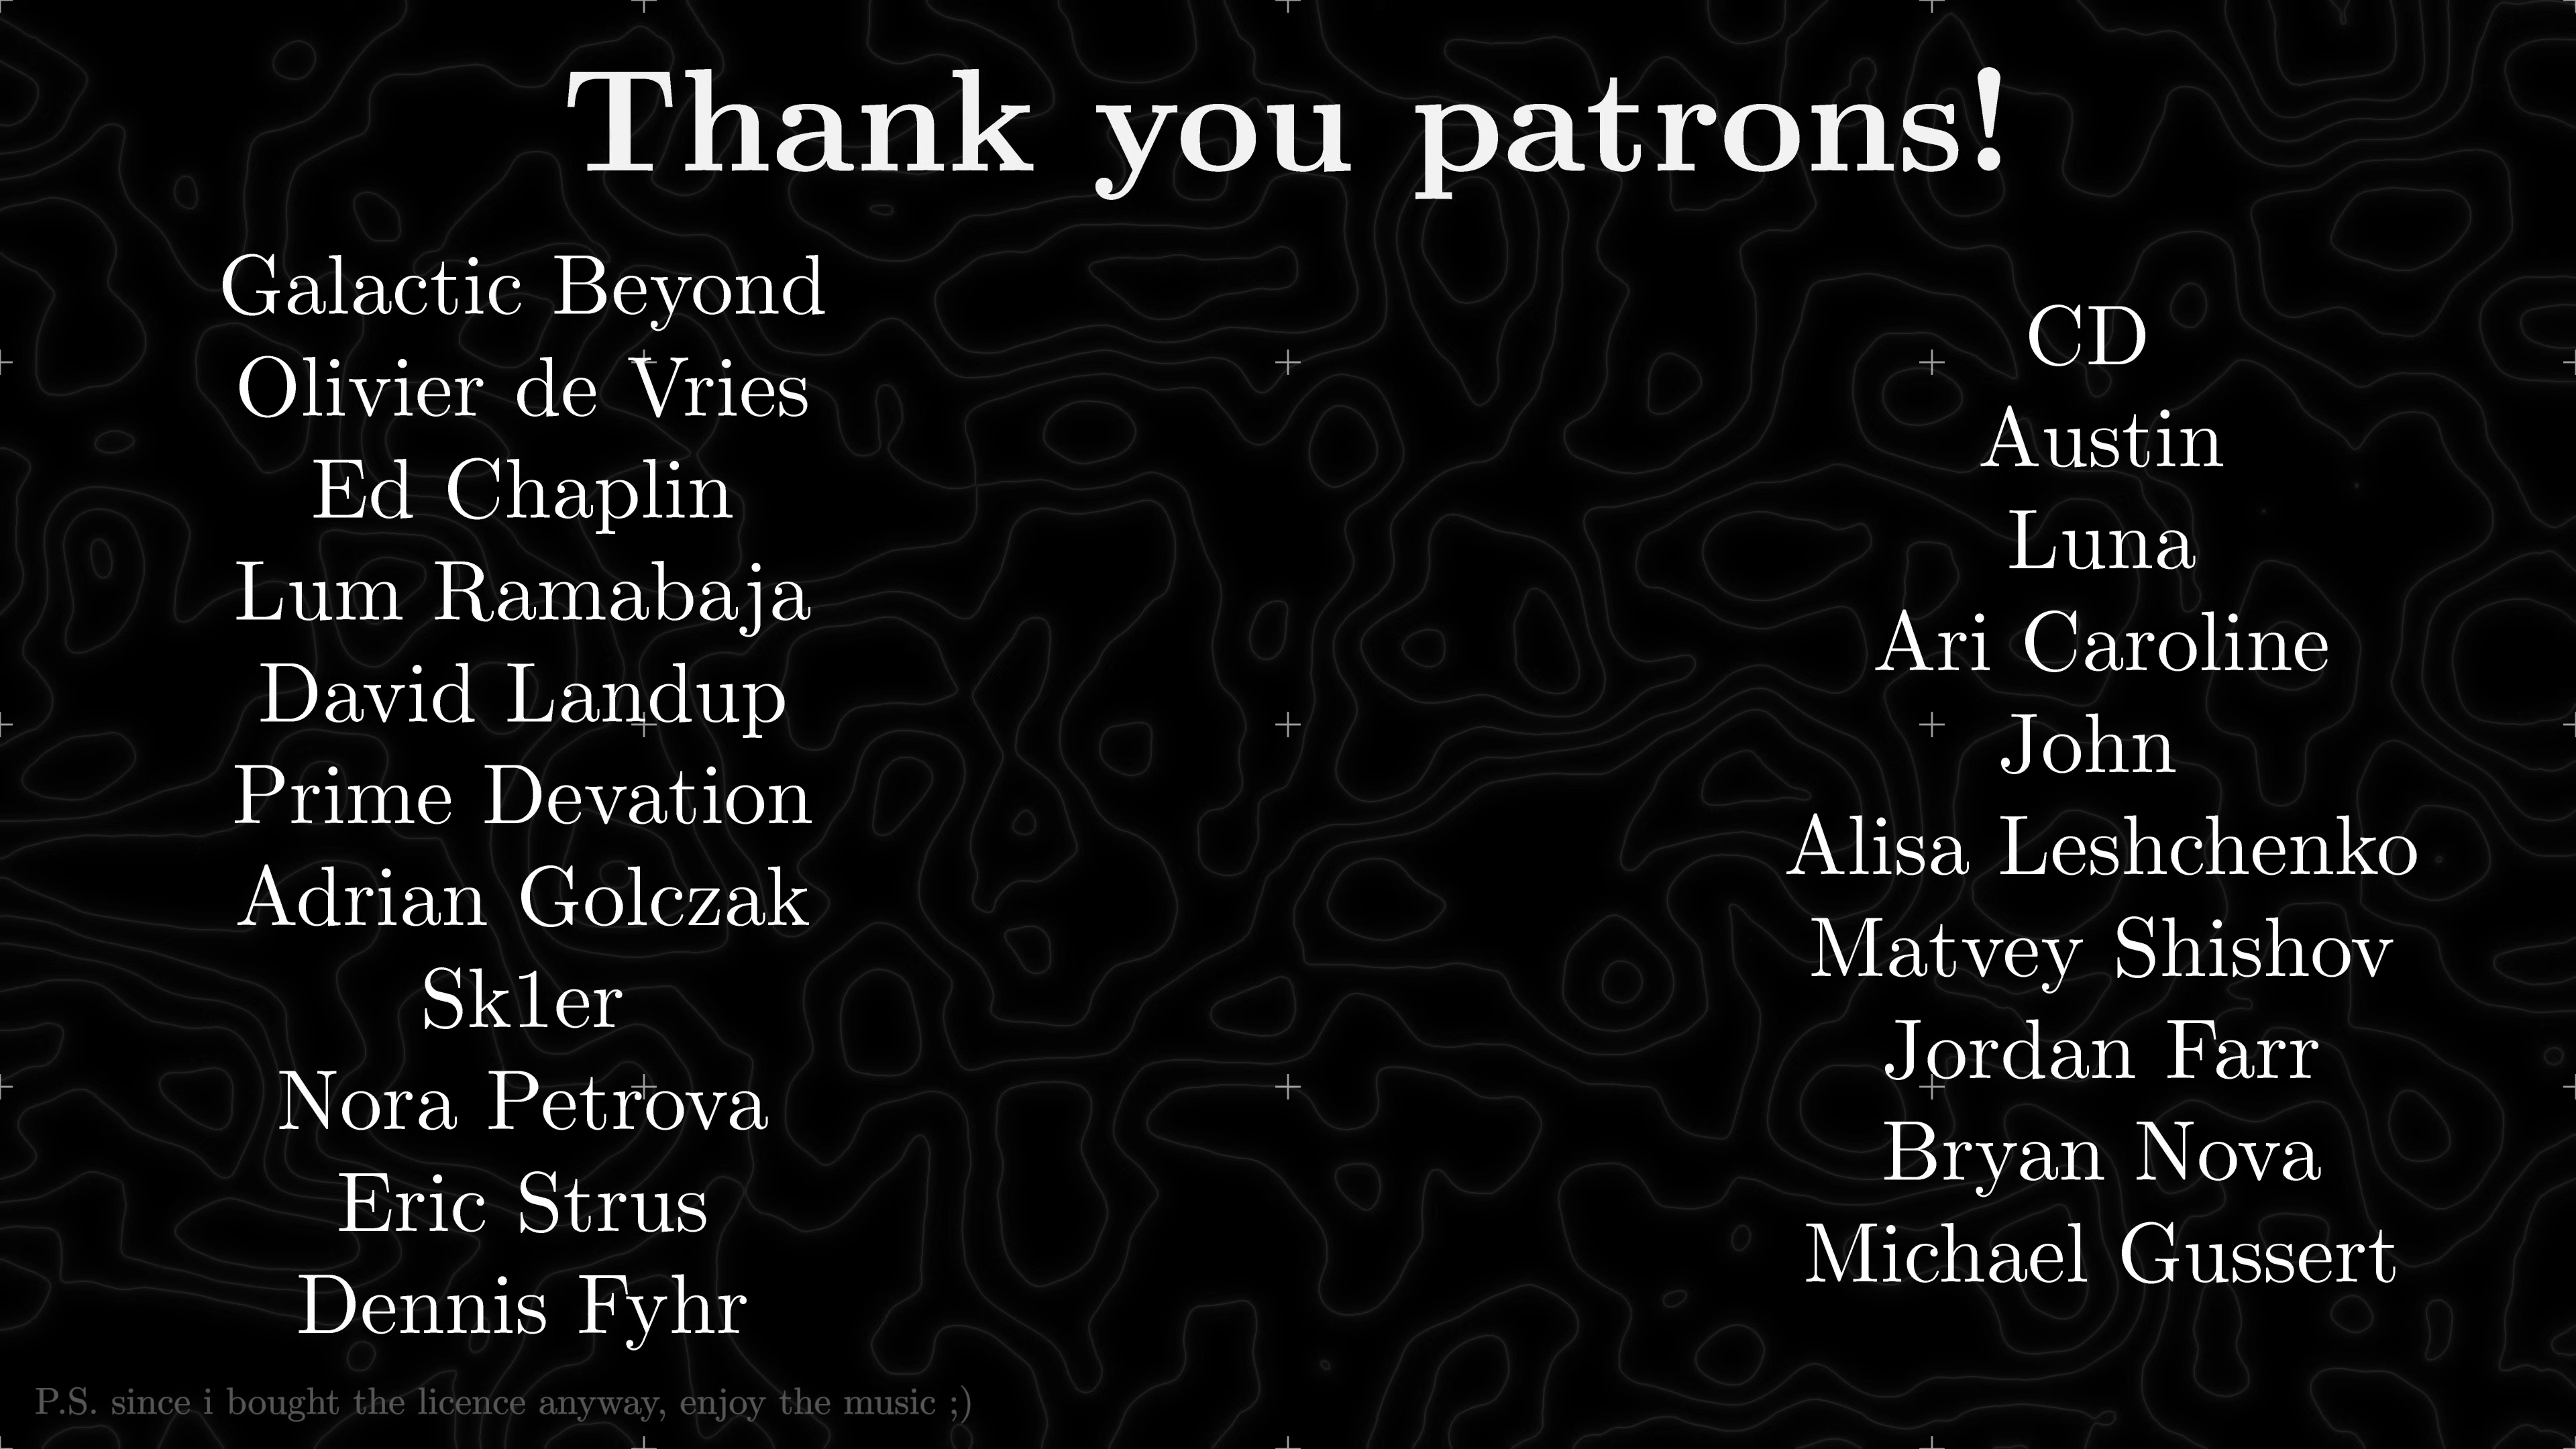 Thank you patrons!
Galactic Beyond
Olivier de Vries
Ed Chaplin
Lum Ramabaja
David Landup
Prime Devation
Adrian Golczak
Sk1er
Nora Petrova
Eric Strus
Dennis Fyhr
CD
Austin
Luna
Ari Caroline
John
Alisa Leshchenko
Matvey Shishov
Jordan Farr
Bryan Nova
Michael Gussert
P.S. since i bought the licence anyway, enjoy the music ;)